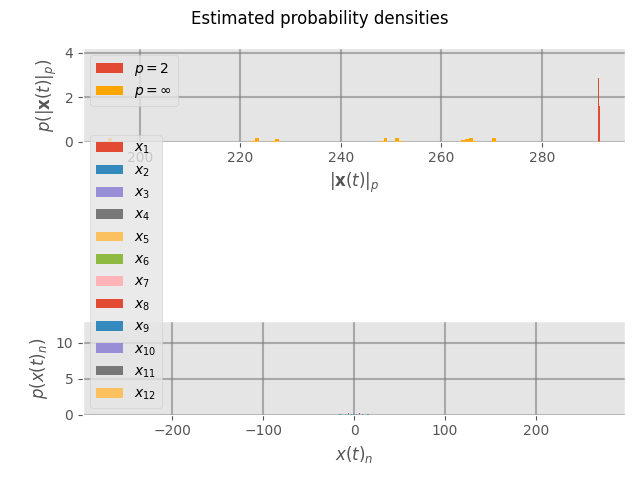 Estimated probability densities
p(|x(t)|_p)
4
2
0
p = 2
p = ∞
200 220 240 260 280
|x(t)|_p
x_1
x_2
x_3
x_4
x_5
x_6
x_7
x_8
x_9
x_10
x_11
x_12
p(x(t)_n)
10
5
0
−200 −100 0 100 200
x(t)_n